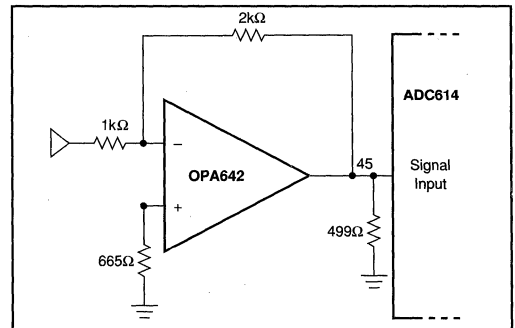 2kΩ
ADC614
1kΩ
−
OPA642
45
Signal
Input
+
499Ω
665Ω